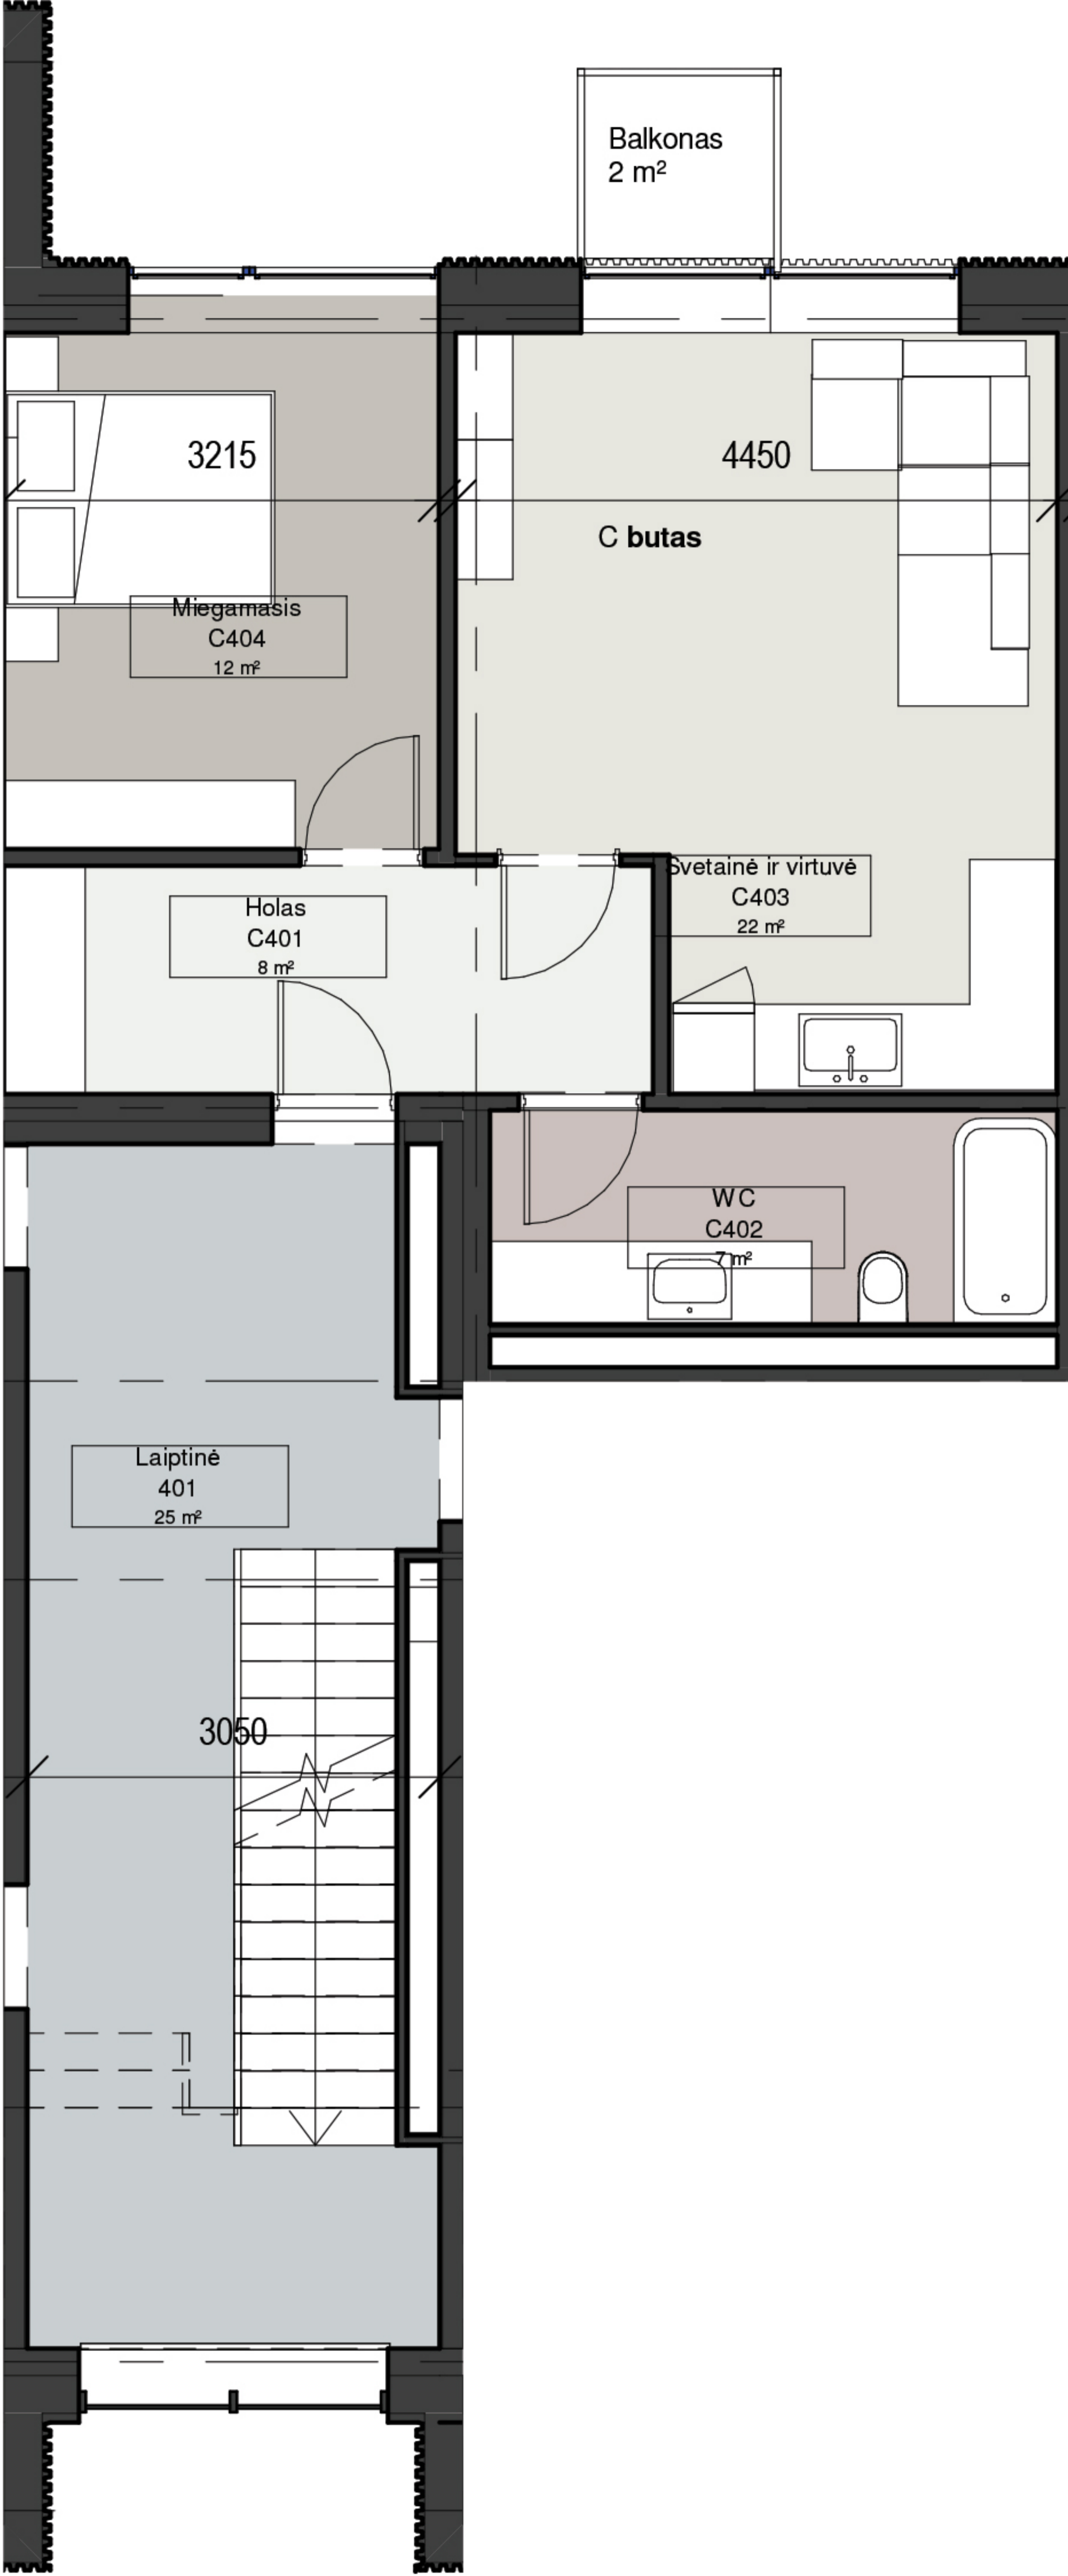 Balkonas
2 m²
3215
4450
C butas
Miegamasis
C404
12 m²
Svetainė ir virtuvė
C403
22 m²
Holas
C401
8 m²
WC
C402
7 m²
Laiptinė
401
25 m²
3050